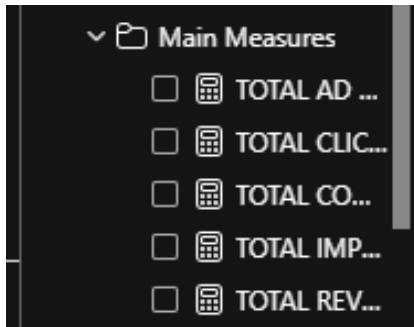 Main Measures
TOTAL AD ...
TOTAL CLIC...
TOTAL CO...
TOTAL IMP...
TOTAL REV...